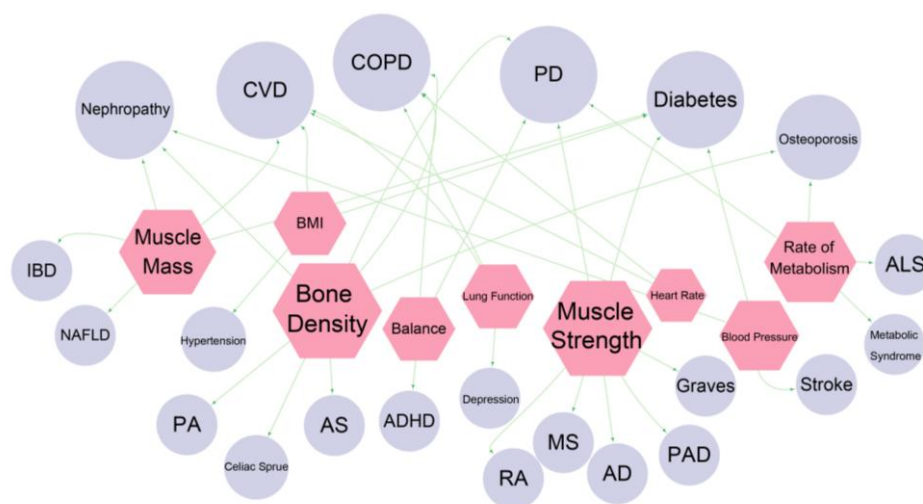 COPD
PD
CVD
Diabetes
Nephropathy
Osteoporosis
BMI
Muscle
Mass
Rate of
Metabolism
ALS
IBD
Bone
Density
Lung Function
Heart Rate
Muscle
Strength
Balance
Blood Pressure
NAFLD
Hypertension
Metabolic
Syndrome
Graves
Stroke
Depression
PA
AS
ADHD
Celiac Sprue
MS
PAD
RA
AD